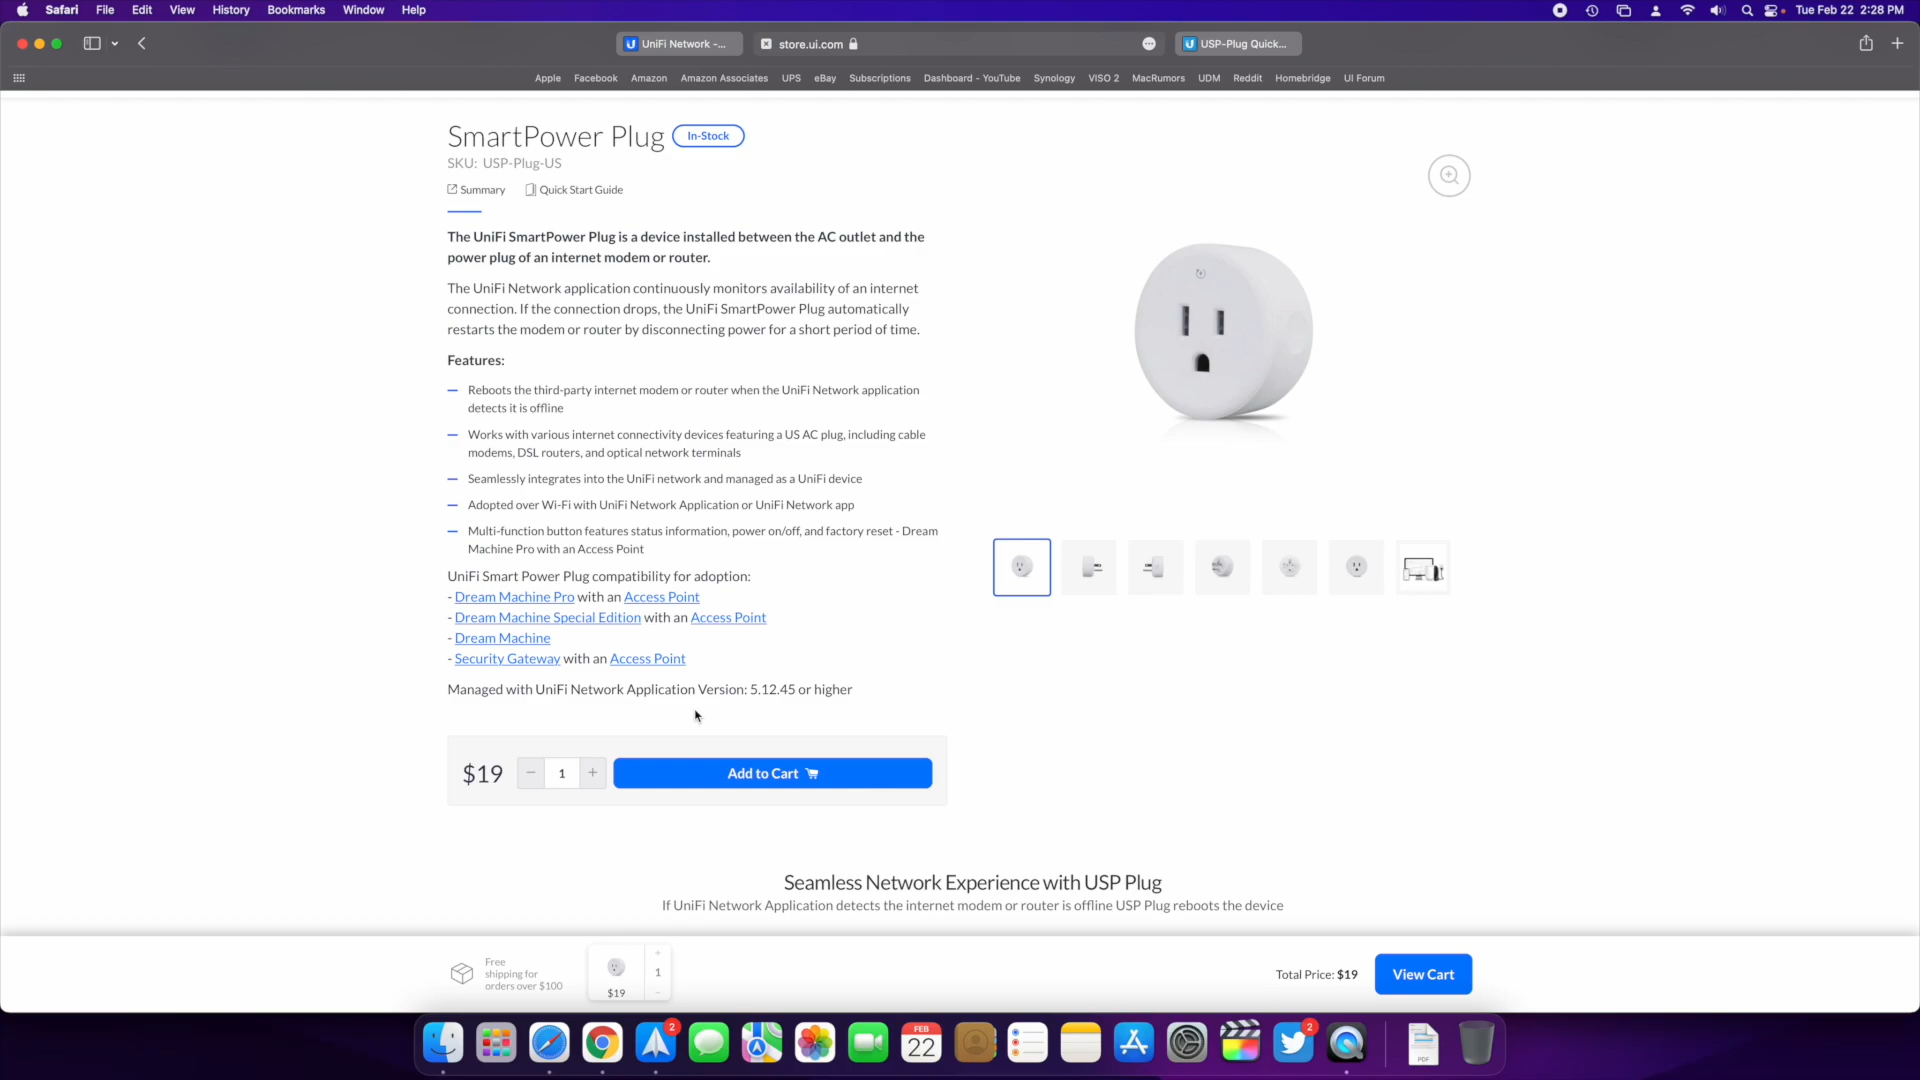 Safari File Edit View History Bookmarks Window Help
Tue Feb 22 2:28 PM
UniFi Network -...
store.ui.com
USP-Plug Quick...
Apple Facebook Amazon Amazon Associates UPS eBay Subscriptions Dashboard - YouTube Synology VISO 2 MacRumors UDM Reddit Homebridge UI Forum
SmartPower Plug In-Stock
SKU: USP-Plug-US
Summary Quick Start Guide
The UniFi SmartPower Plug is a device installed between the AC outlet and the
power plug of an internet modem or router.
The UniFi Network application continuously monitors availability of an internet
connection. If the connection drops, the UniFi SmartPower Plug automatically
restarts the modem or router by disconnecting power for a short period of time.
Features:
Reboots the third-party internet modem or router when the UniFi Network application
detects it is offline
Works with various internet connectivity devices featuring a US AC plug, including cable
modems, DSL routers, and optical network terminals
Seamlessly integrates into the UniFi network and managed as a UniFi device
Adopted over Wi-Fi with UniFi Network Application or UniFi Network app
Multi-function button features status information, power on/off, and factory reset - Dream
Machine Pro with an Access Point
UniFi Smart Power Plug compatibility for adoption:
- Dream Machine Pro with an Access Point
- Dream Machine Special Edition with an Access Point
- Dream Machine
- Security Gateway with an Access Point
Managed with UniFi Network Application Version: 5.12.45 or higher
$19 − 1 + Add to Cart
Seamless Network Experience with USP Plug
If UniFi Network Application detects the internet modem or router is offline USP Plug reboots the device
Free
shipping for
orders over $100
$19
+
1
-
Total Price: $19
View Cart
2
FEB
22
2
PDF